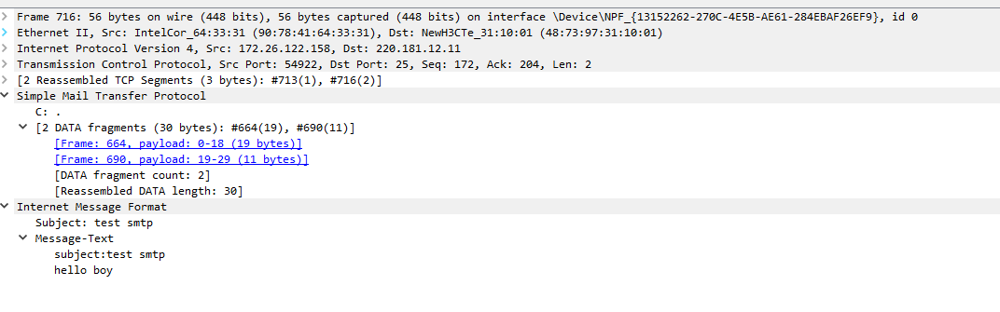 Frame 716: 56 bytes on wire (448 bits), 56 bytes captured (448 bits) on interface \Device\NPF_{13152262-270C-4E5B-AE61-284EBAF26EF9}, id 0
Ethernet II, Src: IntelCor_64:33:31 (90:78:41:64:33:31), Dst: NewH3CTe_31:10:01 (48:73:97:31:10:01)
Internet Protocol Version 4, Src: 172.26.122.158, Dst: 220.181.12.11
Transmission Control Protocol, Src Port: 54922, Dst Port: 25, Seq: 172, Ack: 204, Len: 2
[2 Reassembled TCP Segments (3 bytes): #713(1), #716(2)]
Simple Mail Transfer Protocol
C: .
[2 DATA fragments (30 bytes): #664(19), #690(11)]
[Frame: 664, payload: 0-18 (19 bytes)]
[Frame: 690, payload: 19-29 (11 bytes)]
[DATA fragment count: 2]
[Reassembled DATA length: 30]
Internet Message Format
Subject: test smtp
Message-Text
subject:test smtp
hello boy